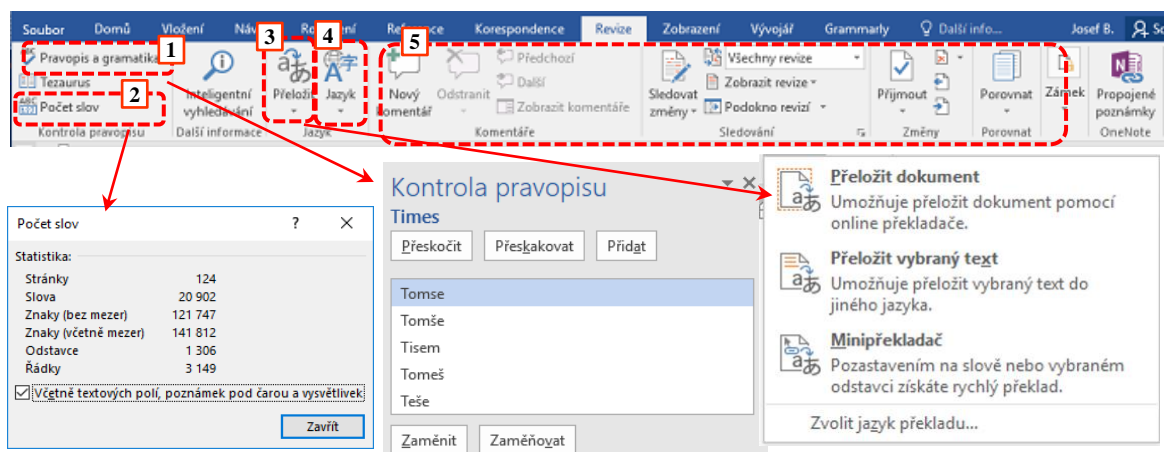 Soubor Domů Vložení Revize Zobrazení Vývojář Grammarly Další info... Josef B.
Korespondence
1
3
4
5
Pravopis a gramatika
Tezaurus
2
Počet slov
Kontrola pravopisu
Inteligentní
vyhledávání
Další informace
Přeložit
Jazyk
Jazyk
Nový
komentář
Odstranit
Předchozí
Další
Zobrazit komentáře
Komentáře
Sledovat
změny
Všechny revize
Zobrazit revize
Podokno revizí
Sledování
Přijmout
Změny
Porovnat
Porovnat
Zámek
Propojené
poznámky
OneNote
Počet slov ?
Statistika:
Stránky 124
Slova 20 902
Znaky (bez mezer) 121 747
Znaky (včetně mezer) 141 812
Odstavce 1 306
Řádky 3 149
Včetně textových polí, poznámek pod čarou a vysvětlivek
Zavřít
Kontrola pravopisu
Times
Přeskočit Přeskakovat Přidat
Tomse
Tomše
Tisem
Tomeš
Teše
Zaměnit Zaměňovat
Přeložit dokument
Umožňuje přeložit dokument pomocí
online překladače.
Přeložit vybraný text
Umožňuje přeložit vybraný text do
jiného jazyka.
Minipřekladač
Pozastavením na slově nebo vybraném
odstavci získáte rychlý překlad.
Zvolit jazyk překladu...